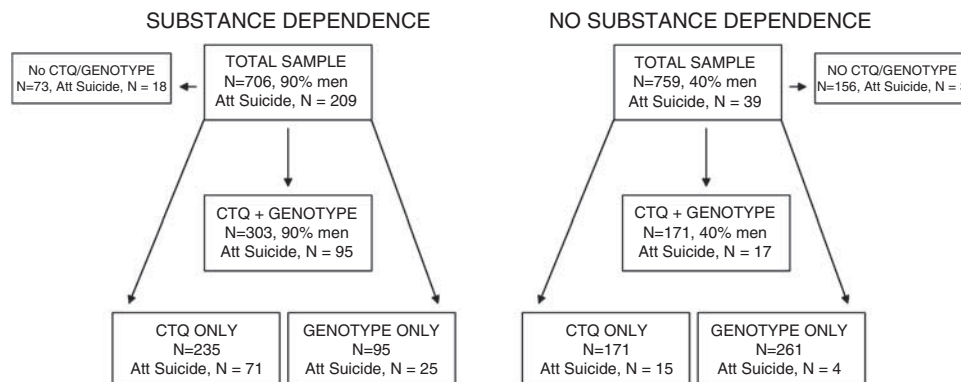 SUBSTANCE DEPENDENCE
NO SUBSTANCE DEPENDENCE
No CTQ/GENOTYPE
N=73, Att Suicide, N = 18
TOTAL SAMPLE
N=706, 90% men
Att Suicide, N = 209
TOTAL SAMPLE
N=759, 40% men
Att Suicide, N = 39
NO CTQ/GENOTYPE
N=156, Att Suicide, N =
CTQ + GENOTYPE
N=303, 90% men
Att Suicide, N = 95
CTQ + GENOTYPE
N=171, 40% men
Att Suicide, N = 17
CTQ ONLY
N=235
Att Suicide, N = 71
GENOTYPE ONLY
N=95
Att Suicide, N = 25
CTQ ONLY
N=171
Att Suicide, N = 15
GENOTYPE ONLY
N=261
Att Suicide, N = 4